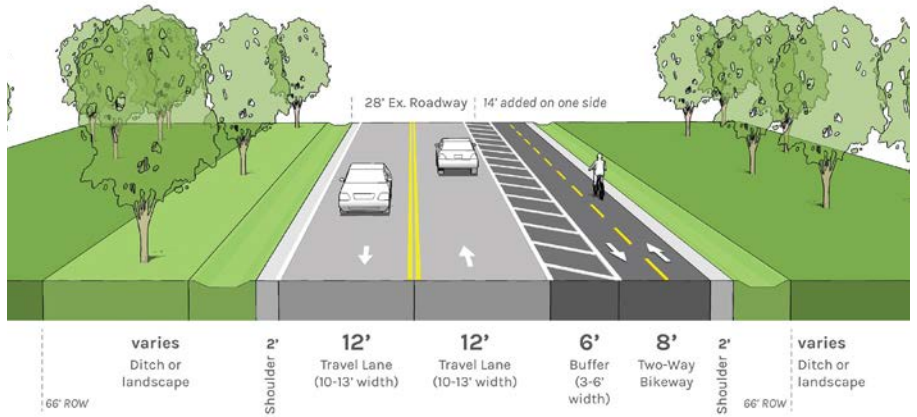 28' Ex. Roadway
14' added on one side
varies
Ditch or
landscape
66' ROW
2'
Shoulder
12'
Travel Lane
(10-13' width)
12'
Travel Lane
(10-13' width)
6'
Buffer
(3-6'
width)
8'
Two-Way
Bikeway
2'
Shoulder
66' ROW
varies
Ditch or
landscape